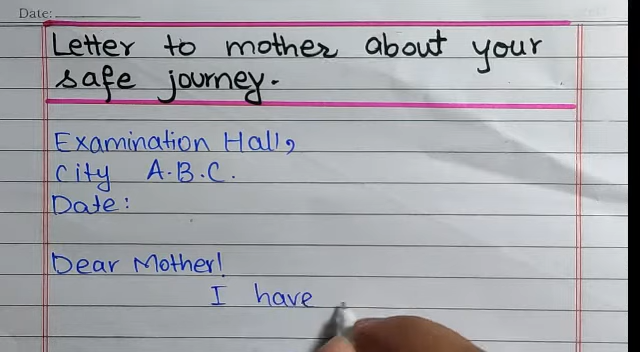 Date:
Letter to mother about your
safe journey.
Examination Hall,
City A.B.C.
Date:
Dear Mother!
I have